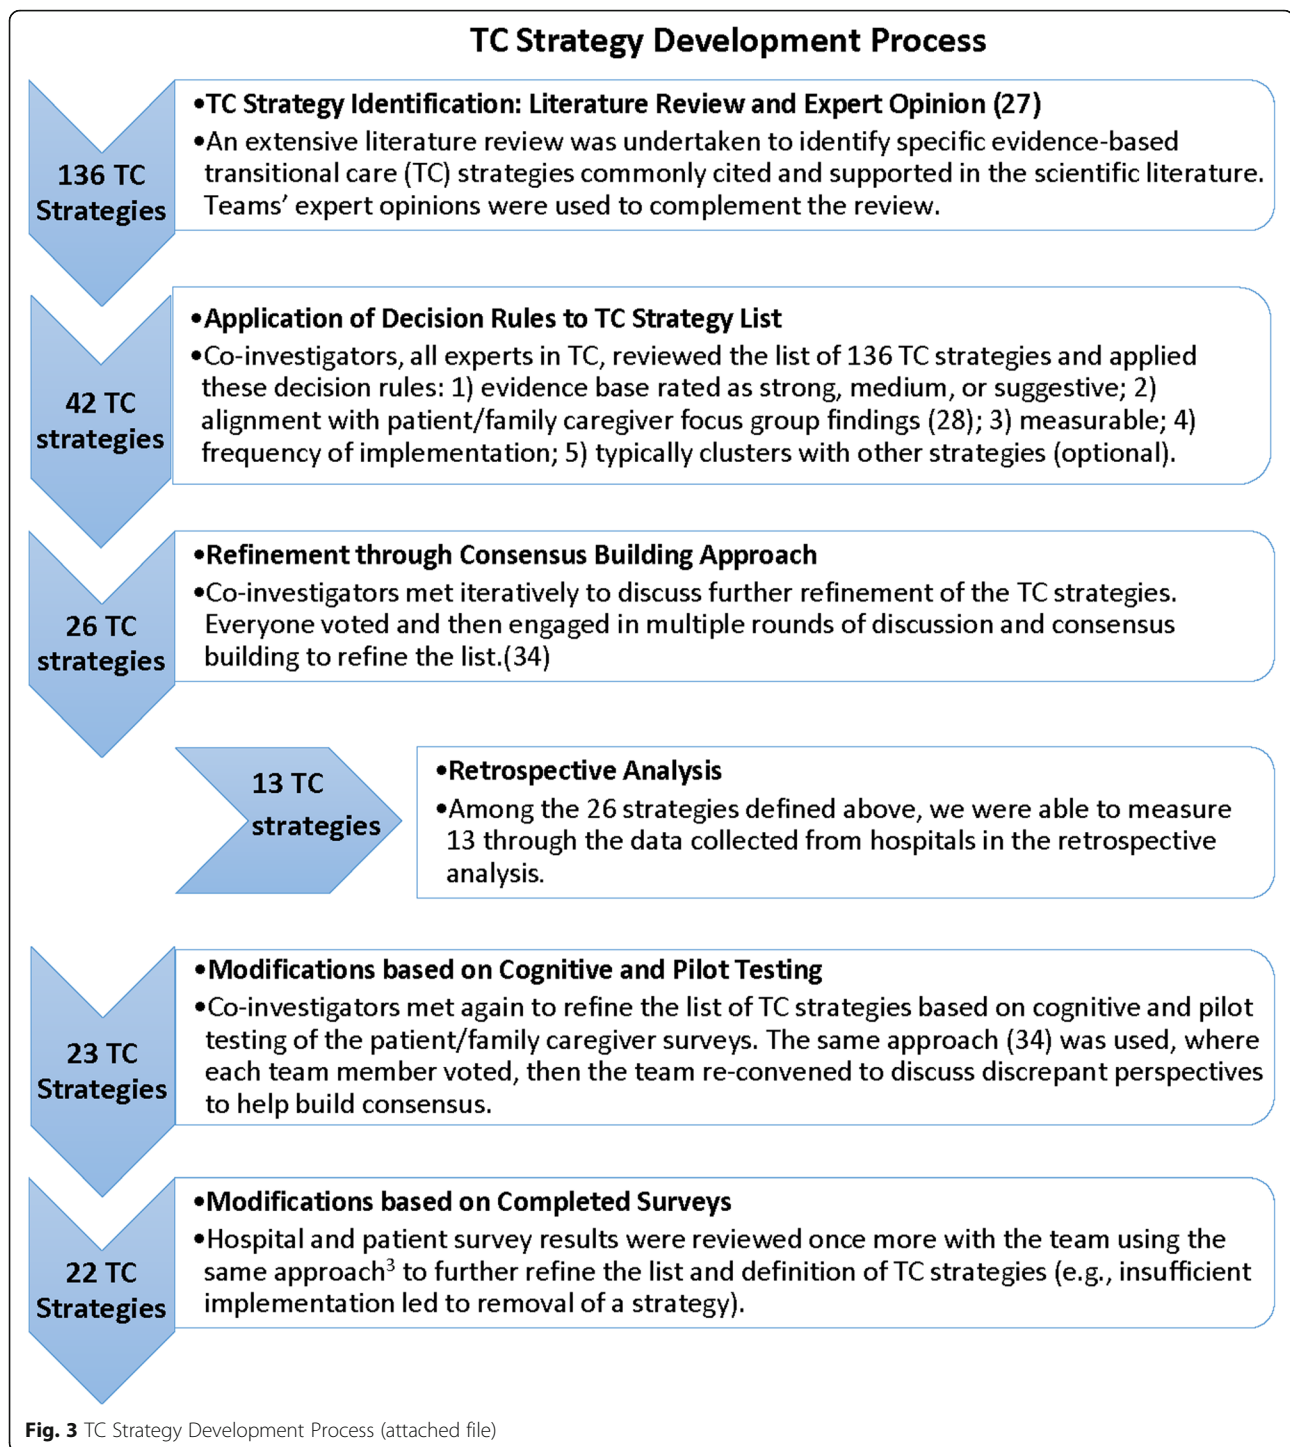 TC Strategy Development Process
136 TC
Strategies
•TC Strategy Identification: Literature Review and Expert Opinion (27)
•An extensive literature review was undertaken to identify specific evidence-based
transitional care (TC) strategies commonly cited and supported in the scientific literature.
Teams’ expert opinions were used to complement the review.
42 TC
strategies
•Application of Decision Rules to TC Strategy List
•Co-investigators, all experts in TC, reviewed the list of 136 TC strategies and applied
these decision rules: 1) evidence base rated as strong, medium, or suggestive; 2)
alignment with patient/family caregiver focus group findings (28); 3) measurable; 4)
frequency of implementation; 5) typically clusters with other strategies (optional).
26 TC
strategies
•Refinement through Consensus Building Approach
•Co-investigators met iteratively to discuss further refinement of the TC strategies.
Everyone voted and then engaged in multiple rounds of discussion and consensus
building to refine the list.(34)
13 TC
strategies
•Retrospective Analysis
•Among the 26 strategies defined above, we were able to measure
13 through the data collected from hospitals in the retrospective
analysis.
23 TC
Strategies
•Modifications based on Cognitive and Pilot Testing
•Co-investigators met again to refine the list of TC strategies based on cognitive and pilot
testing of the patient/family caregiver surveys. The same approach (34) was used, where
each team member voted, then the team re-convened to discuss discrepant perspectives
to help build consensus.
22 TC
Strategies
•Modifications based on Completed Surveys
•Hospital and patient survey results were reviewed once more with the team using the
same approach³ to further refine the list and definition of TC strategies (e.g., insufficient
implementation led to removal of a strategy).
Fig. 3 TC Strategy Development Process (attached file)